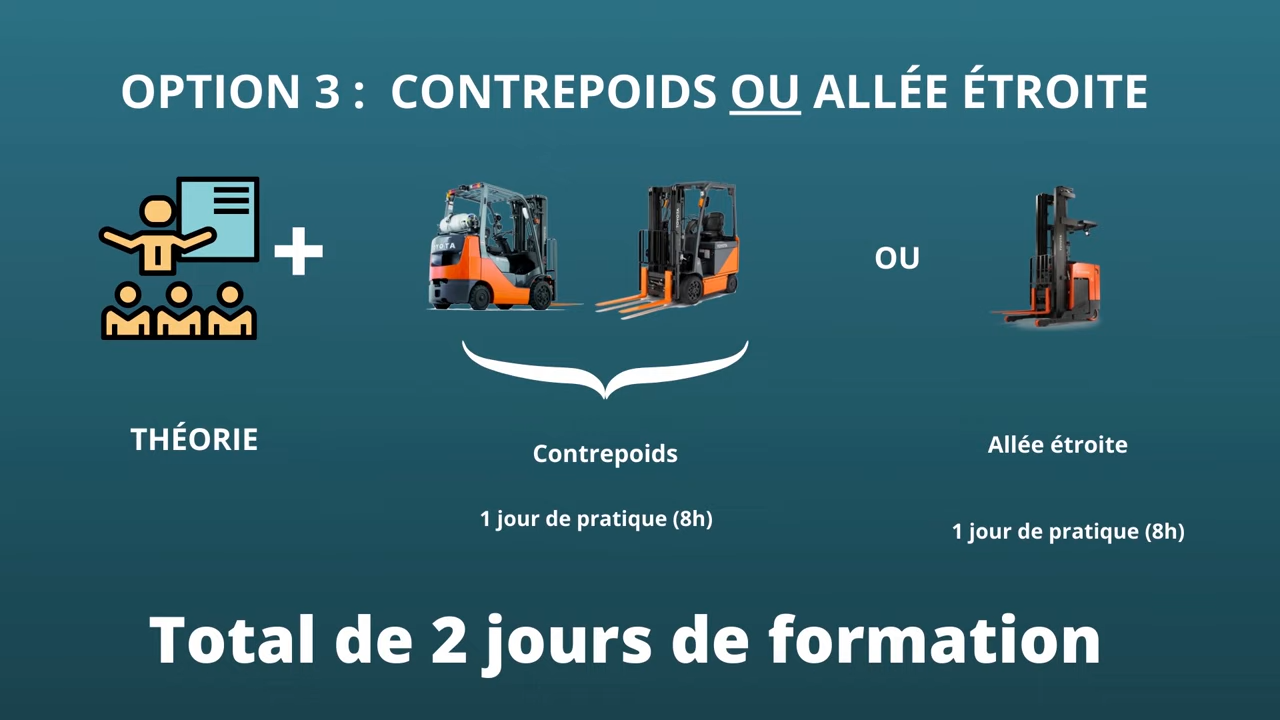 OPTION 3 : CONTREPOIDS OU ALLÉE ÉTROITE
OU
THÉORIE
Contrepoids
Allée étroite
1 jour de pratique (8h)
1 jour de pratique (8h)
Total de 2 jours de formation